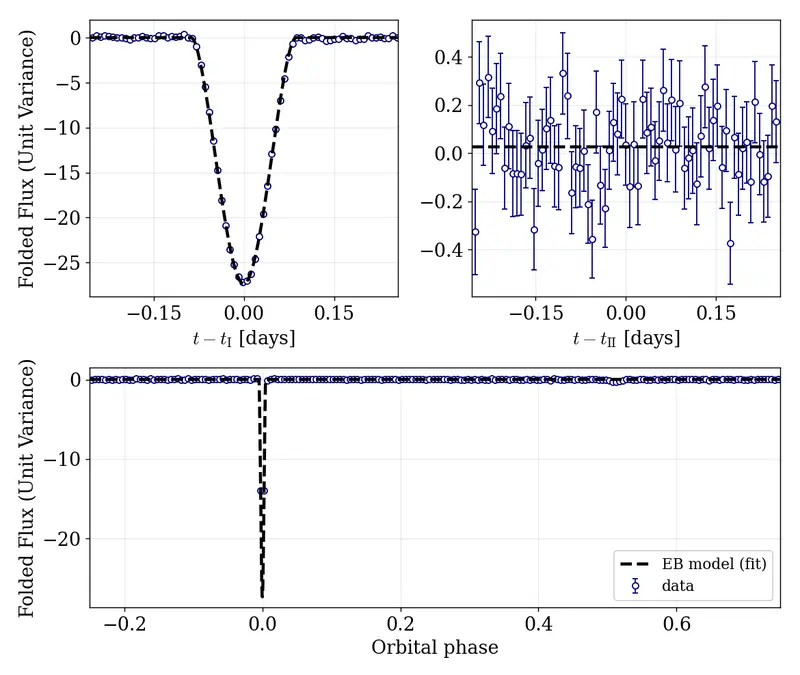 Folded Flux (Unit Variance)
0
−5
−10
−15
−20
−25
−0.15 0.00 0.15
t − tI [days]
0.4
0.2
0.0
−0.2
−0.4
−0.15 0.00 0.15
t − tII [days]
Folded Flux (Unit Variance)
0
−10
−20
EB model (fit)
data
−0.2 0.0 0.2 0.4 0.6
Orbital phase